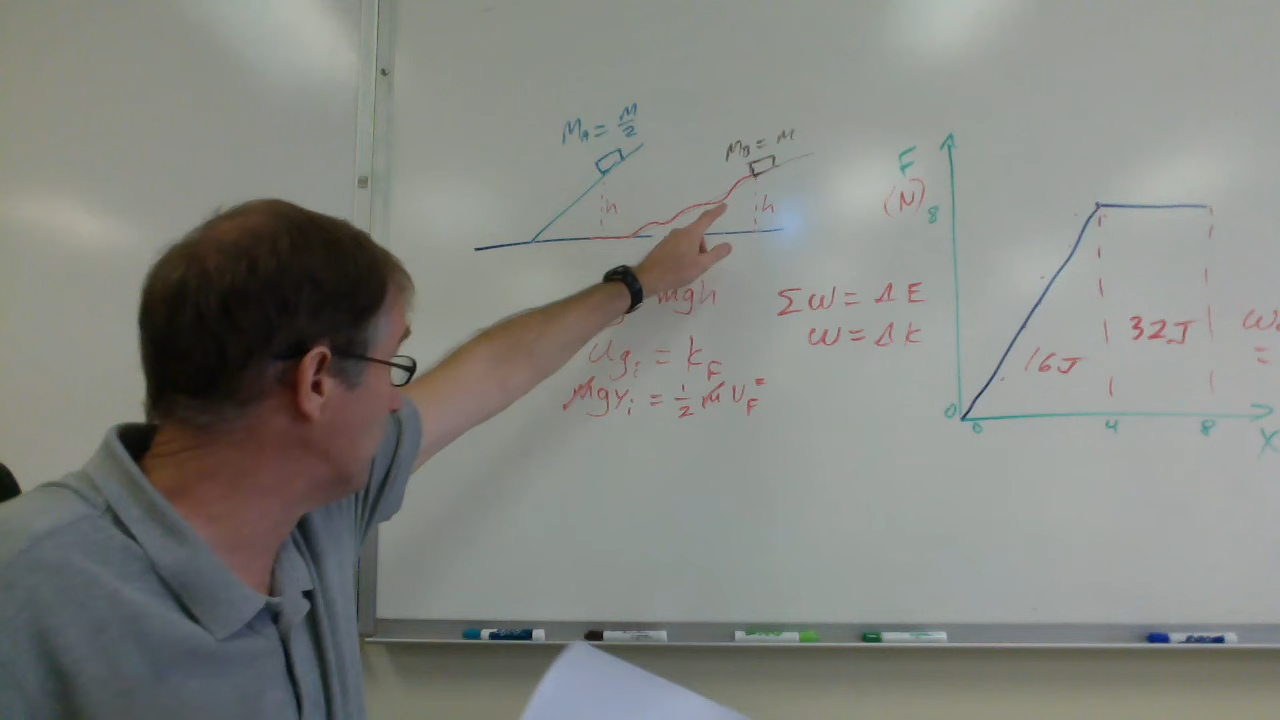 M_A = M/2
M_B = M
h
h
mgh
U_gi = K_F
Mgy_i = 1/2 M V_F²
ΣW = ΔE
W = ΔK
F
(N)
8
16J
32J
0
0
4
8
X